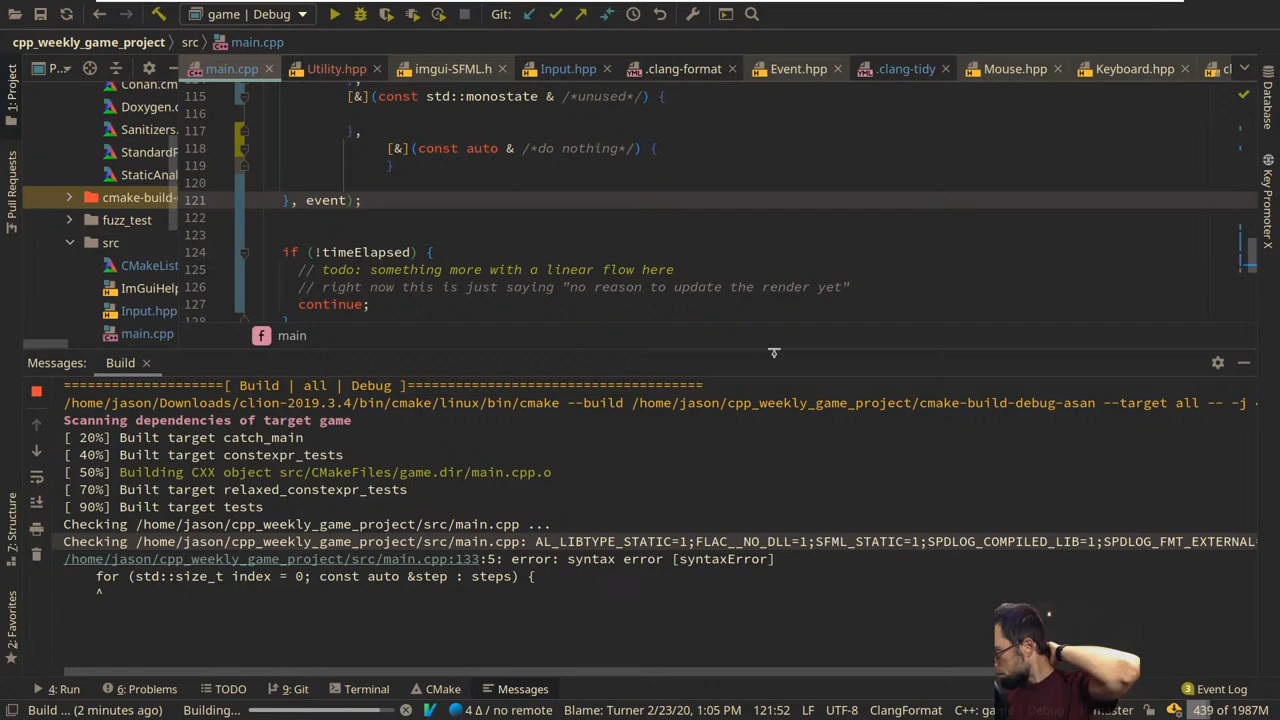 game | Debug
Git:
cpp_weekly_game_project
src
main.cpp
1: Project
Pull Requests
7: Structure
2: Favorites
P..
main.cpp
Utility.hpp
imgui-SFML.h
Input.hpp
.clang-format
Event.hpp
.clang-tidy
Mouse.hpp
Keyboard.hpp
cl
Database
Key Promoter X
Conan.cm
Doxygen.c
Sanitizers.
StandardP
StaticAnal
cmake-build-
fuzz_test
src
CMakeList
ImGuiHelp
Input.hpp
main.cpp
115 [&](const std::monostate & /*unused*/) {
116
117 },
118 [&](const auto & /*do nothing*/) {
119 }
120
121 }, event);
122
123
124 if (!timeElapsed) {
125 // todo: something more with a linear flow here
126 // right now this is just saying "no reason to update the render yet"
127 continue;
128 }
f main
Messages: Build
====================[ Build | all | Debug ]===================================
/home/jason/Downloads/clion-2019.3.4/bin/cmake/linux/bin/cmake --build /home/jason/cpp_weekly_game_project/cmake-build-debug-asan --target all -- -j
Scanning dependencies of target game
[ 20%] Built target catch_main
[ 40%] Built target constexpr_tests
[ 50%] Building CXX object src/CMakeFiles/game.dir/main.cpp.o
[ 70%] Built target relaxed_constexpr_tests
[ 90%] Built target tests
Checking /home/jason/cpp_weekly_game_project/src/main.cpp ...
Checking /home/jason/cpp_weekly_game_project/src/main.cpp: AL_LIBTYPE_STATIC=1;FLAC__NO_DLL=1;SFML_STATIC=1;SPDLOG_COMPILED_LIB=1;SPDLOG_FMT_EXTERNAL=
/home/jason/cpp_weekly_game_project/src/main.cpp:133:5: error: syntax error [syntaxError]
for (std::size_t index = 0; const auto &step : steps) {
^
4: Run
6: Problems
TODO
9: Git
Terminal
CMake
Messages
3 Event Log
Build ... (2 minutes ago)
Building...
4 Δ / no remote
Blame: Turner 2/23/20, 1:05 PM
121:52
LF
UTF-8
ClangFormat
C++: game | Debug
master
439 of 1987M